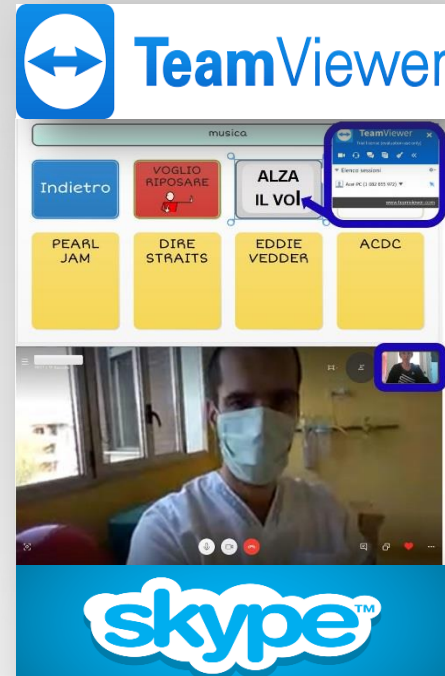 TeamViewer
musica
TeamViewer
Indietro
VOGLIO
RIPOSARE
ALZA
IL VOl
Elenco sessioni
www.teamviewer.com
PEARL
JAM
DIRE
STRAITS
EDDIE
VEDDER
ACDC
skype™